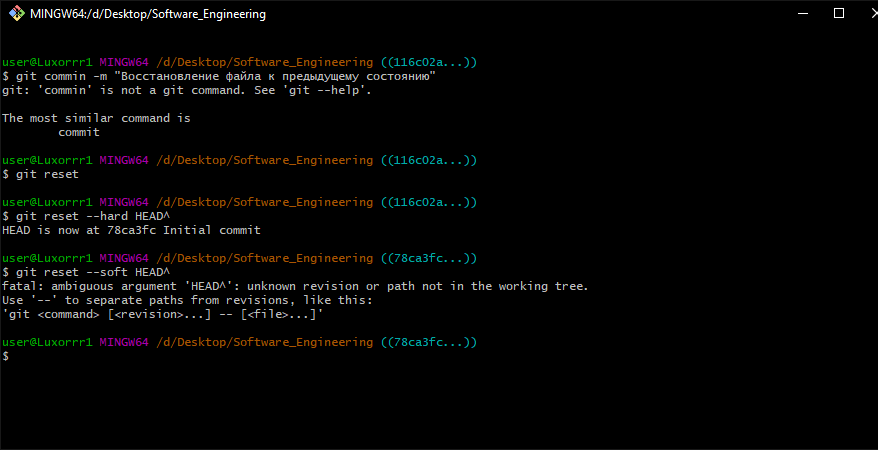 MINGW64:/d/Desktop/Software_Engineering
user@Luxorrr1 MINGW64 /d/Desktop/Software_Engineering ((116c02a...))
$ git commin -m "Восстановление файла к предыдущему состоянию"
git: 'commin' is not a git command. See 'git --help'.
The most similar command is
commit
user@Luxorrr1 MINGW64 /d/Desktop/Software_Engineering ((116c02a...))
$ git reset
user@Luxorrr1 MINGW64 /d/Desktop/Software_Engineering ((116c02a...))
$ git reset --hard HEAD^
HEAD is now at 78ca3fc Initial commit
user@Luxorrr1 MINGW64 /d/Desktop/Software_Engineering ((78ca3fc...))
$ git reset --soft HEAD^
fatal: ambiguous argument 'HEAD^': unknown revision or path not in the working tree.
Use '--' to separate paths from revisions, like this:
'git <command> [<revision>...] -- [<file>...]'
user@Luxorrr1 MINGW64 /d/Desktop/Software_Engineering ((78ca3fc...))
$